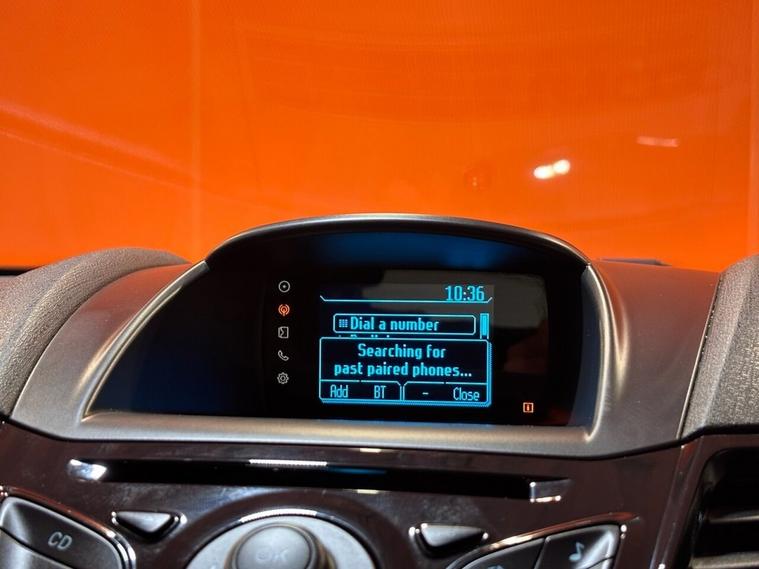 10:36
Dial a number
Searching for
past paired phones...
Add BT - Close
CD
OK